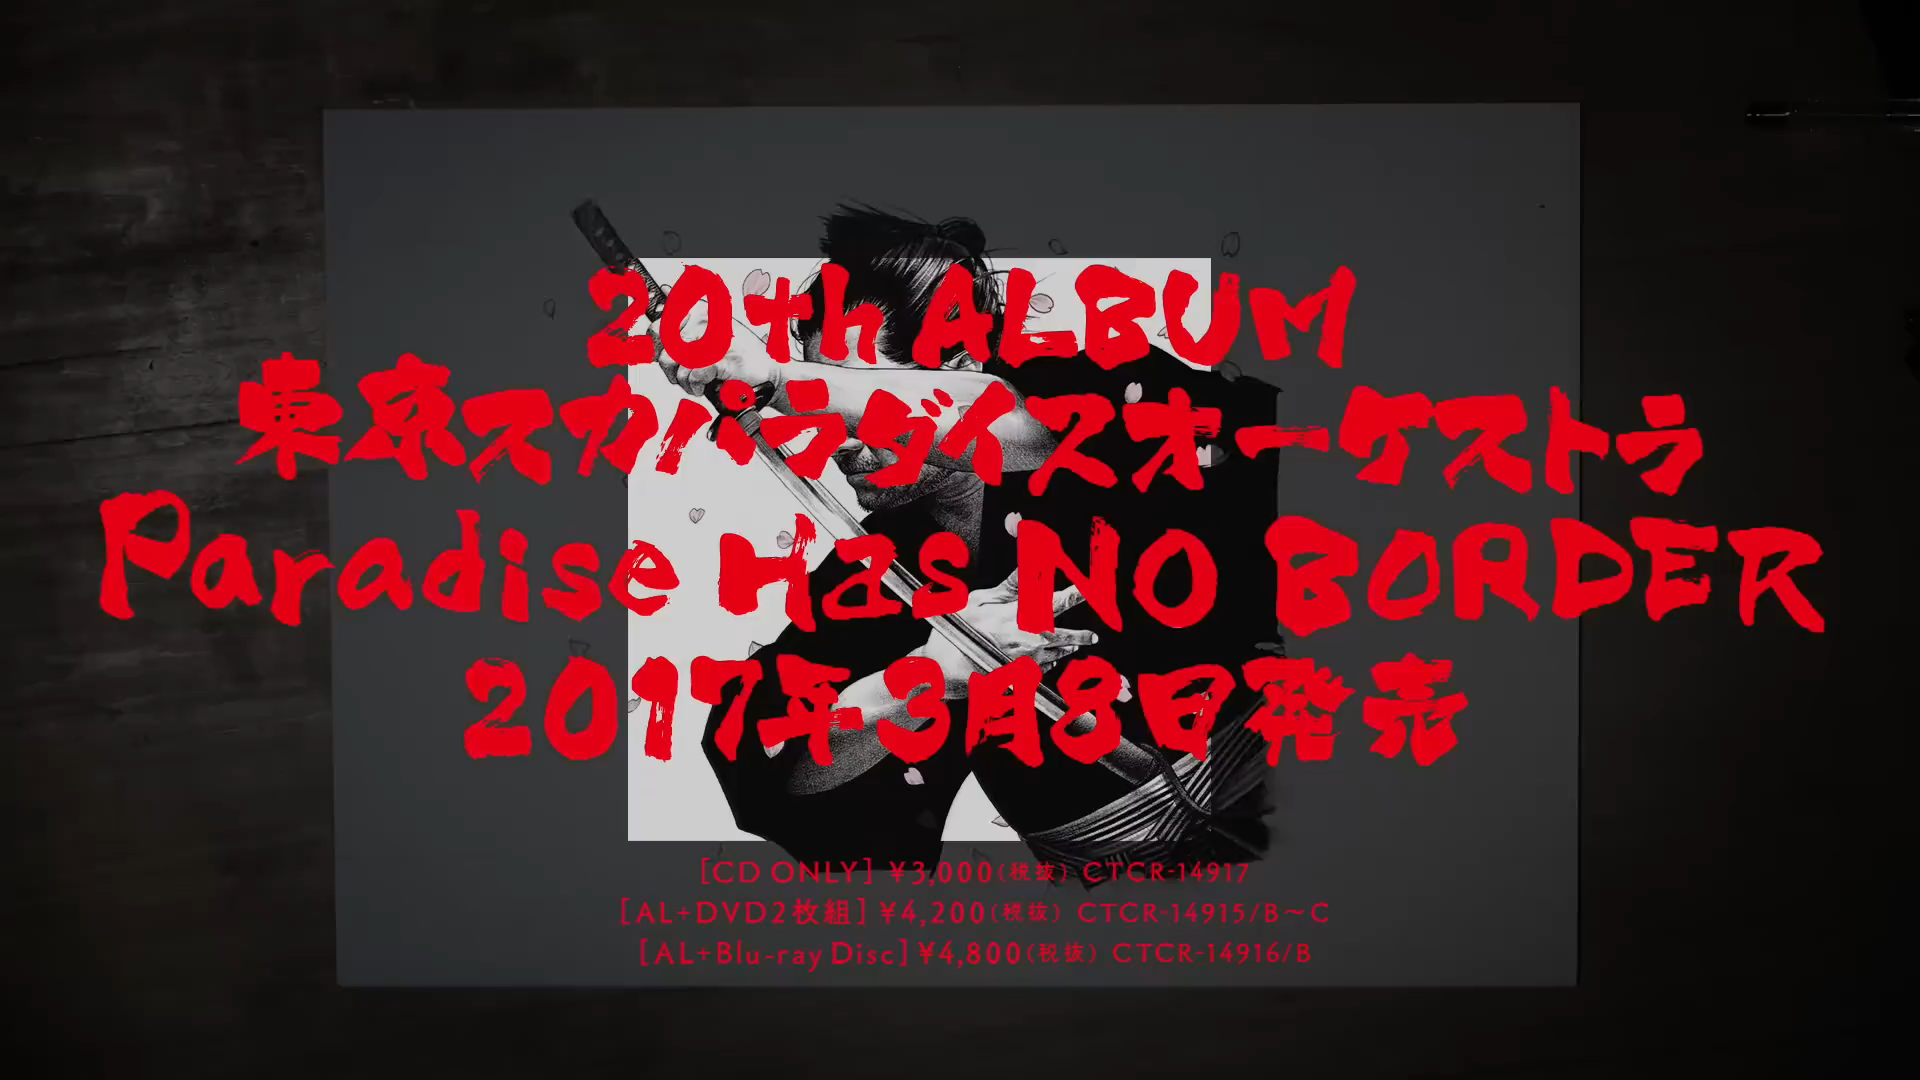 20th ALBUM
東京スカパラダイスオーケストラ
Paradise Has NO BORDER
2017年3月8日発売
[CD ONLY] ¥3,000(税抜) CTCR-14917
[AL+DVD2枚組] ¥4,200(税抜) CTCR-14915/B～C
[AL+Blu-ray Disc] ¥4,800(税抜) CTCR-14916/B